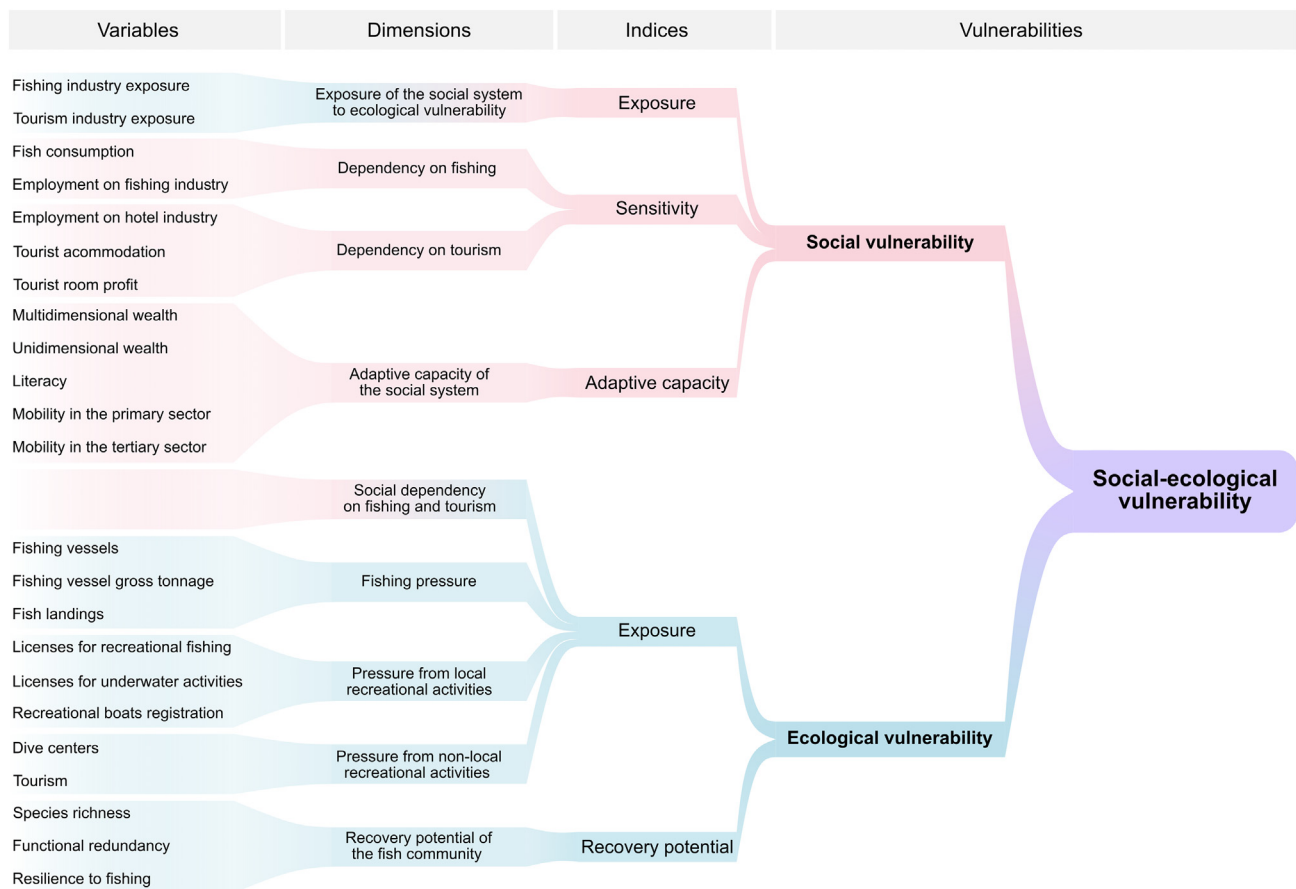 Variables
Dimensions
Indices
Vulnerabilities
Fishing industry exposure
Tourism industry exposure
Exposure of the social system
to ecological vulnerability
Exposure
Fish consumption
Employment on fishing industry
Dependency on fishing
Employment on hotel industry
Tourist acommodation
Tourist room profit
Dependency on tourism
Sensitivity
Multidimensional wealth
Unidimensional wealth
Literacy
Mobility in the primary sector
Mobility in the tertiary sector
Adaptive capacity of
the social system
Adaptive capacity
Social vulnerability
Social dependency
on fishing and tourism
Fishing vessels
Fishing vessel gross tonnage
Fish landings
Fishing pressure
Licenses for recreational fishing
Licenses for underwater activities
Recreational boats registration
Pressure from local
recreational activities
Dive centers
Tourism
Pressure from non-local
recreational activities
Exposure
Species richness
Functional redundancy
Resilience to fishing
Recovery potential of
the fish community
Recovery potential
Ecological vulnerability
Social-ecological
vulnerability